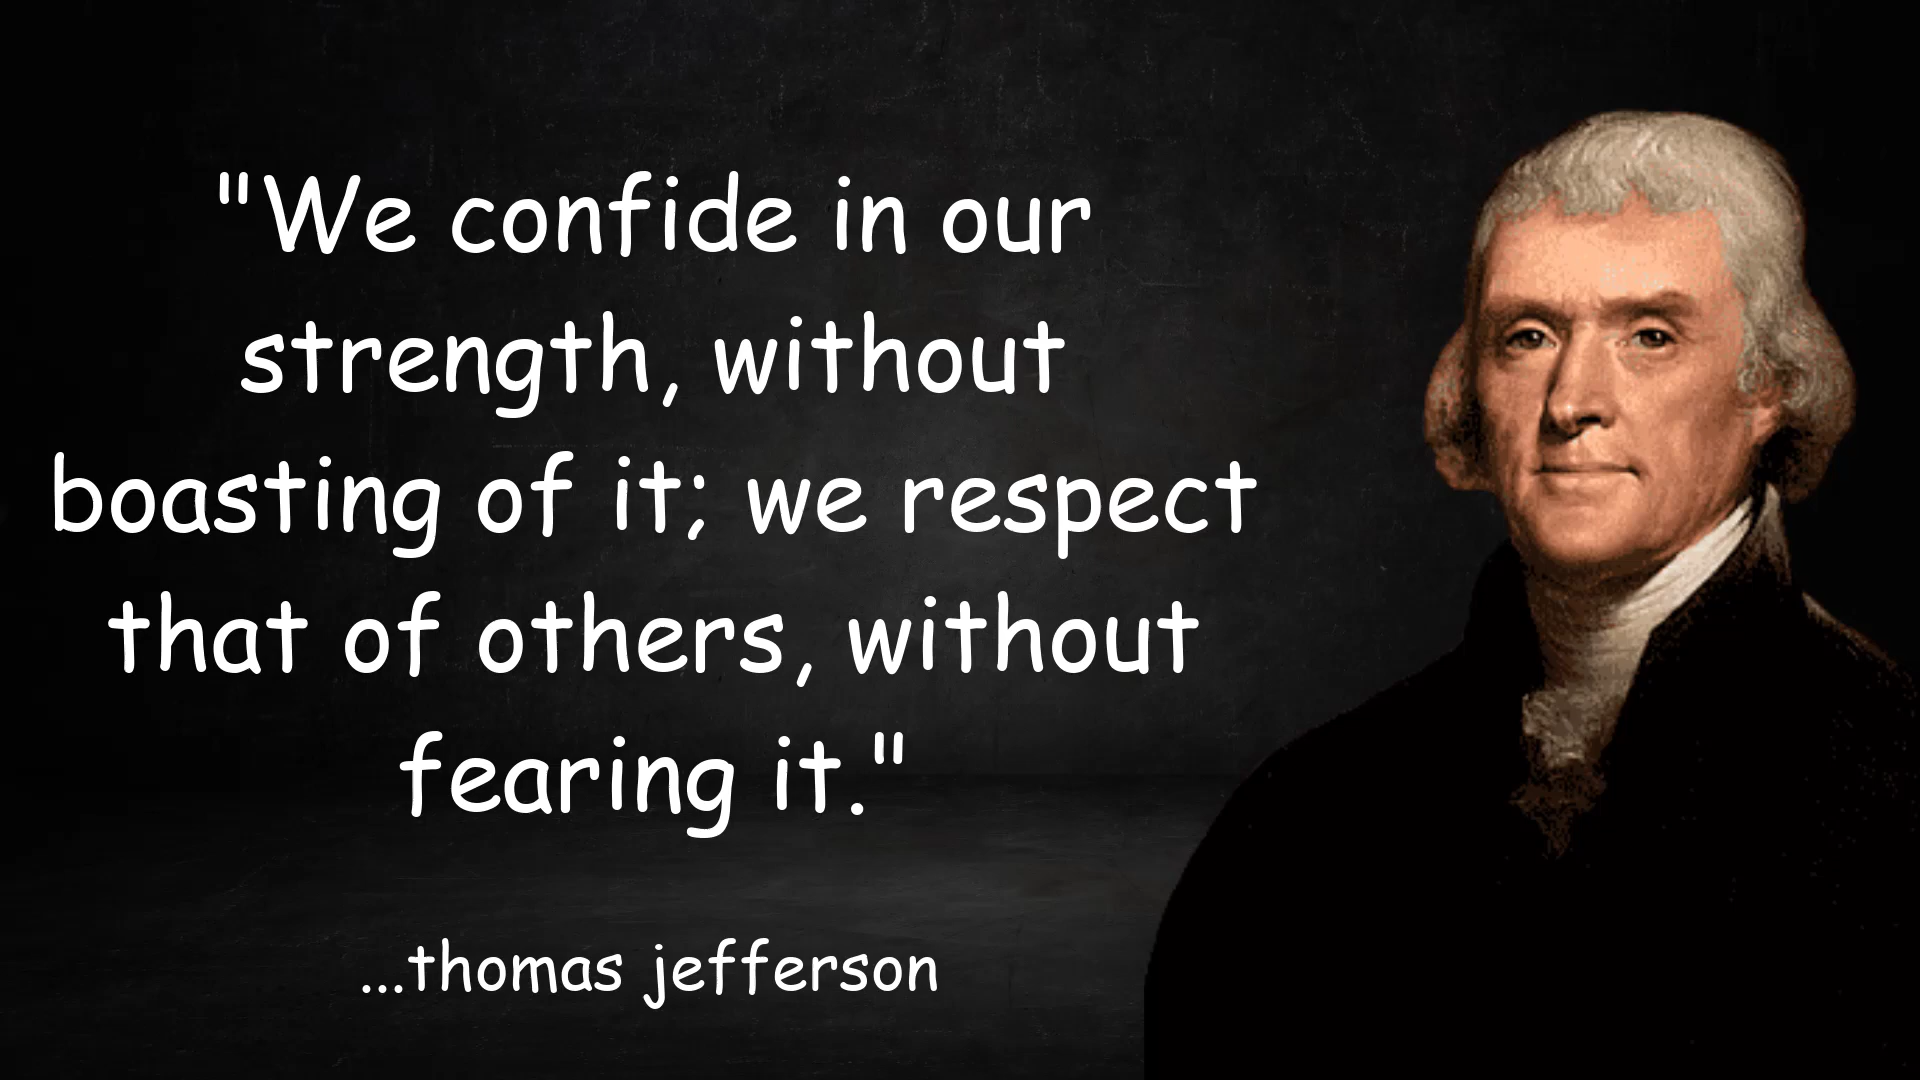 "We confide in our
strength, without
boasting of it; we respect
that of others, without
fearing it."
...thomas jefferson